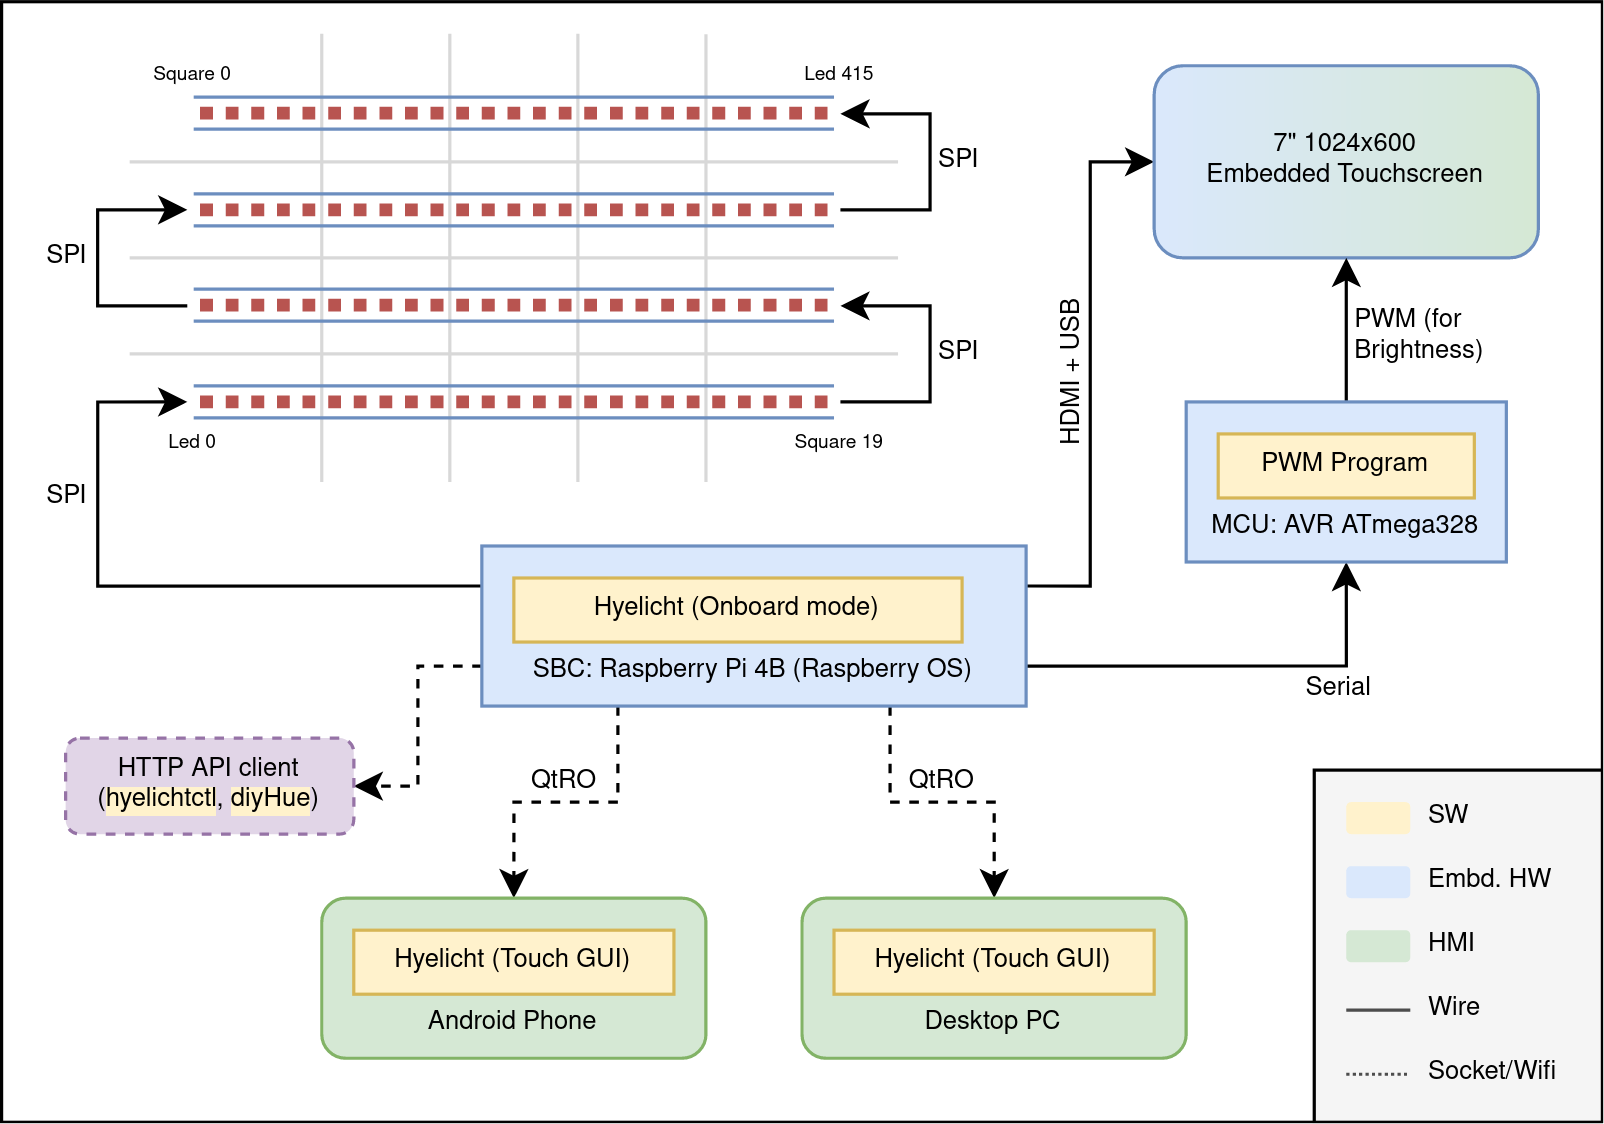 Square 0
Led 415
SPI
SPI
SPI
Led 0
Square 19
SPI
7" 1024x600
Embedded Touchscreen
HDMI + USB
PWM (for
Brightness)
PWM Program
MCU: AVR ATmega328
Hyelicht (Onboard mode)
SBC: Raspberry Pi 4B (Raspberry OS)
Serial
HTTP API client
(hyelichtctl, diyHue)
QtRO
QtRO
Hyelicht (Touch GUI)
Android Phone
Hyelicht (Touch GUI)
Desktop PC
SW
Embd. HW
HMI
Wire
Socket/Wifi